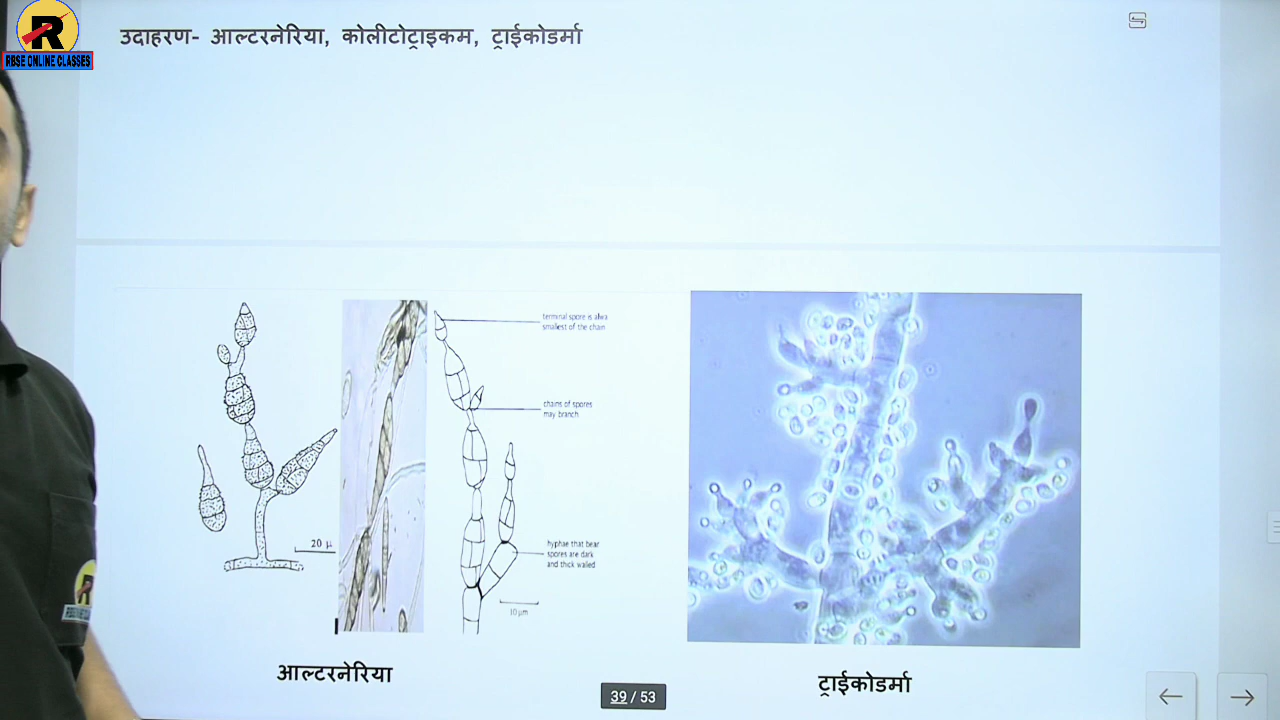 R
RBSE ONLINE CLASSES
उदाहरण- आल्टरनेरिया, कोलीटोट्राइकम, ट्राईकोडर्मा
terminal spore is
smallest of the chain
chains of spores
may branch
hyphae that bear
spores are dark
and thick walled
20 μ
10 μm
आल्टरनेरिया
ट्राईकोडर्मा
39 / 53